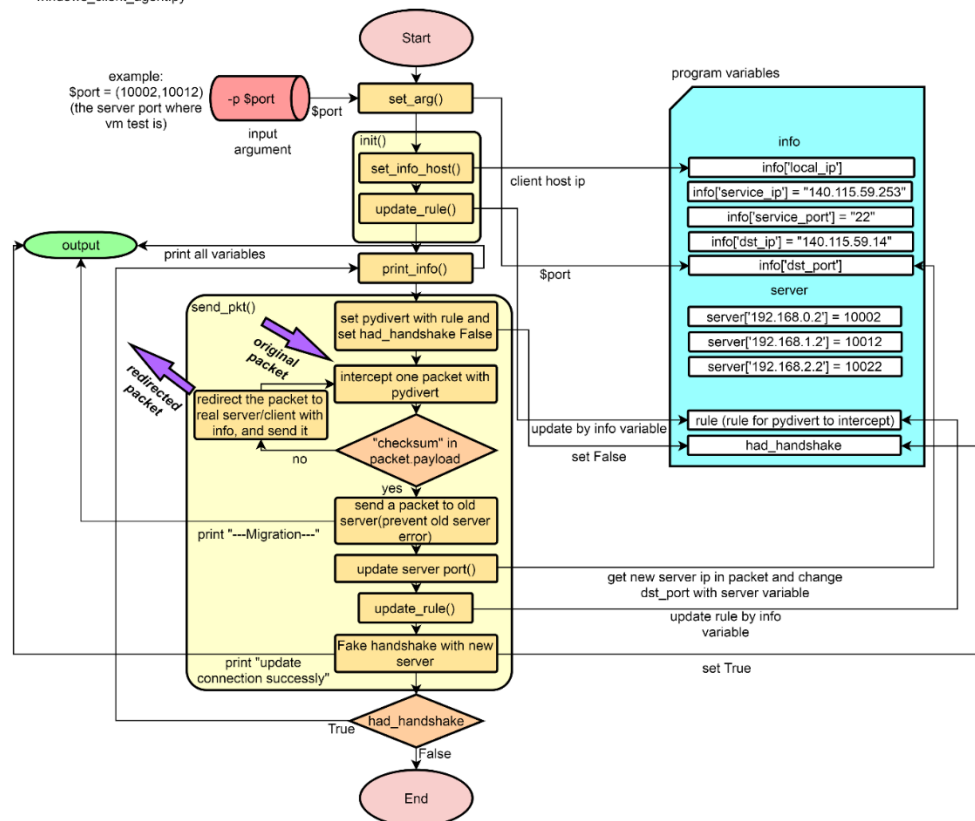 windows_client_agent.py
Start
example:
$port = (10002,10012)
(the server port where
vm test is)
-p $port
$port
input
argument
set_arg()
program variables
init()
set_info_host()
client host ip
update_rule()
info
info['local_ip']
info['service_ip'] = "140.115.59.253"
info['service_port'] = "22"
info['dst_ip'] = "140.115.59.14"
info['dst_port']
output
print all variables
print_info()
$port
server
server['192.168.0.2'] = 10002
server['192.168.1.2'] = 10012
server['192.168.2.2'] = 10022
send_pkt()
set pydivert with rule and
set had_handshake False
original
packet
redirected
packet
intercept one packet with
pydivert
redirect the packet to
real server/client with
info, and send it
rule (rule for pydivert to intercept)
update by info variable
had_handshake
set False
"checksum" in
packet.payload
no
yes
send a packet to old
server(prevent old server
error)
print "---Migration---"
update server port()
get new server ip in packet and change
dst_port with server variable
update_rule()
update rule by info
variable
Fake handshake with new
server
print "update
connection successly"
set True
had_handshake
True
False
End